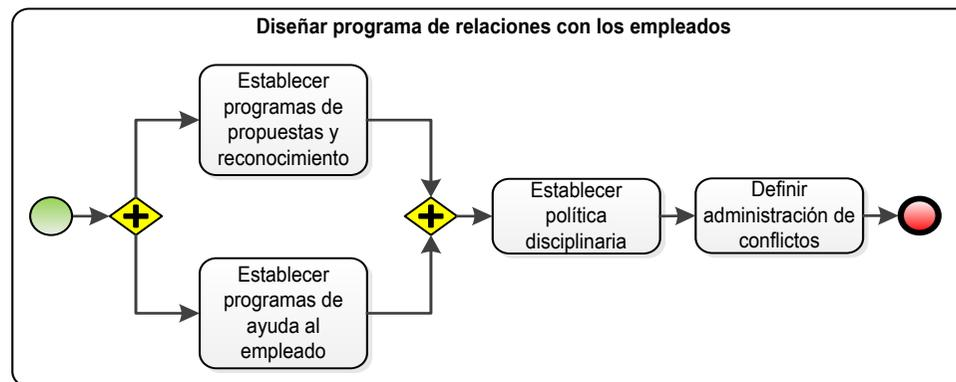 Diseñar programa de relaciones con los empleados
Establecer
programas de
propuestas y
reconocimiento
Establecer
programas de
ayuda al
empleado
Establecer
política
disciplinaria
Definir
administración de
conflictos